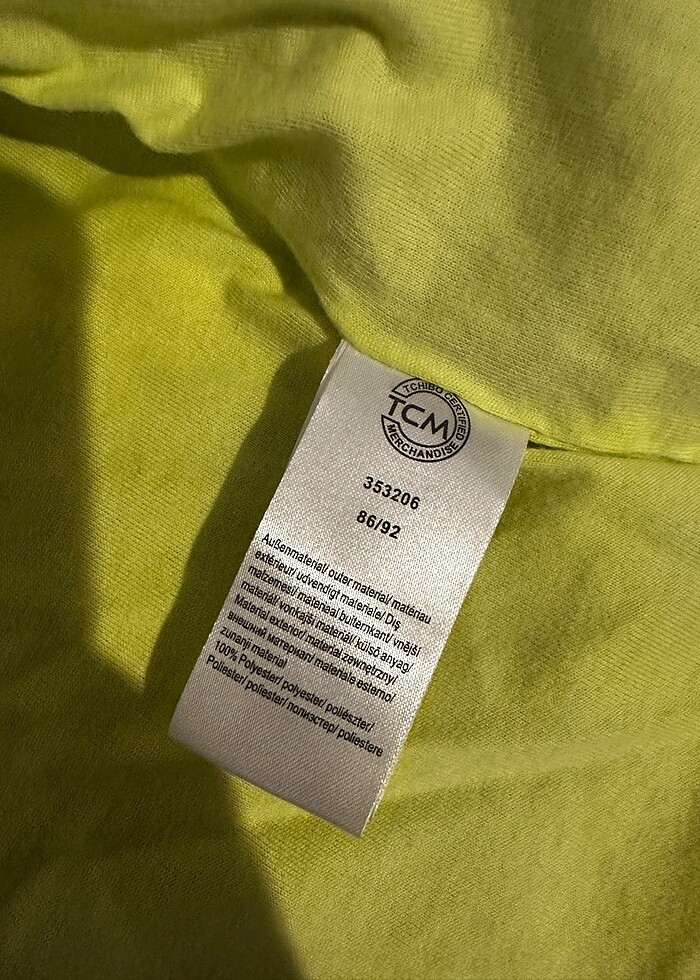 TCHIBO CERTIFIED
TCM
MERCHANDISE
353206
86/92
Außenmaterial/ outer material/ matériau
extérieur/ udvendigt materiale/ Dış
malzemesi/ materiaal buitenkant/ vnější
materiál/ vonkajší materiál/ külső anyag/
Material exterior/ materiał zewnętrzny/
внешний материал/ materiale esterno/
zunanji material
100% Polyester/ polyester/ poliészter/
Poliester/ poliester/ полиэстер/ poliestere